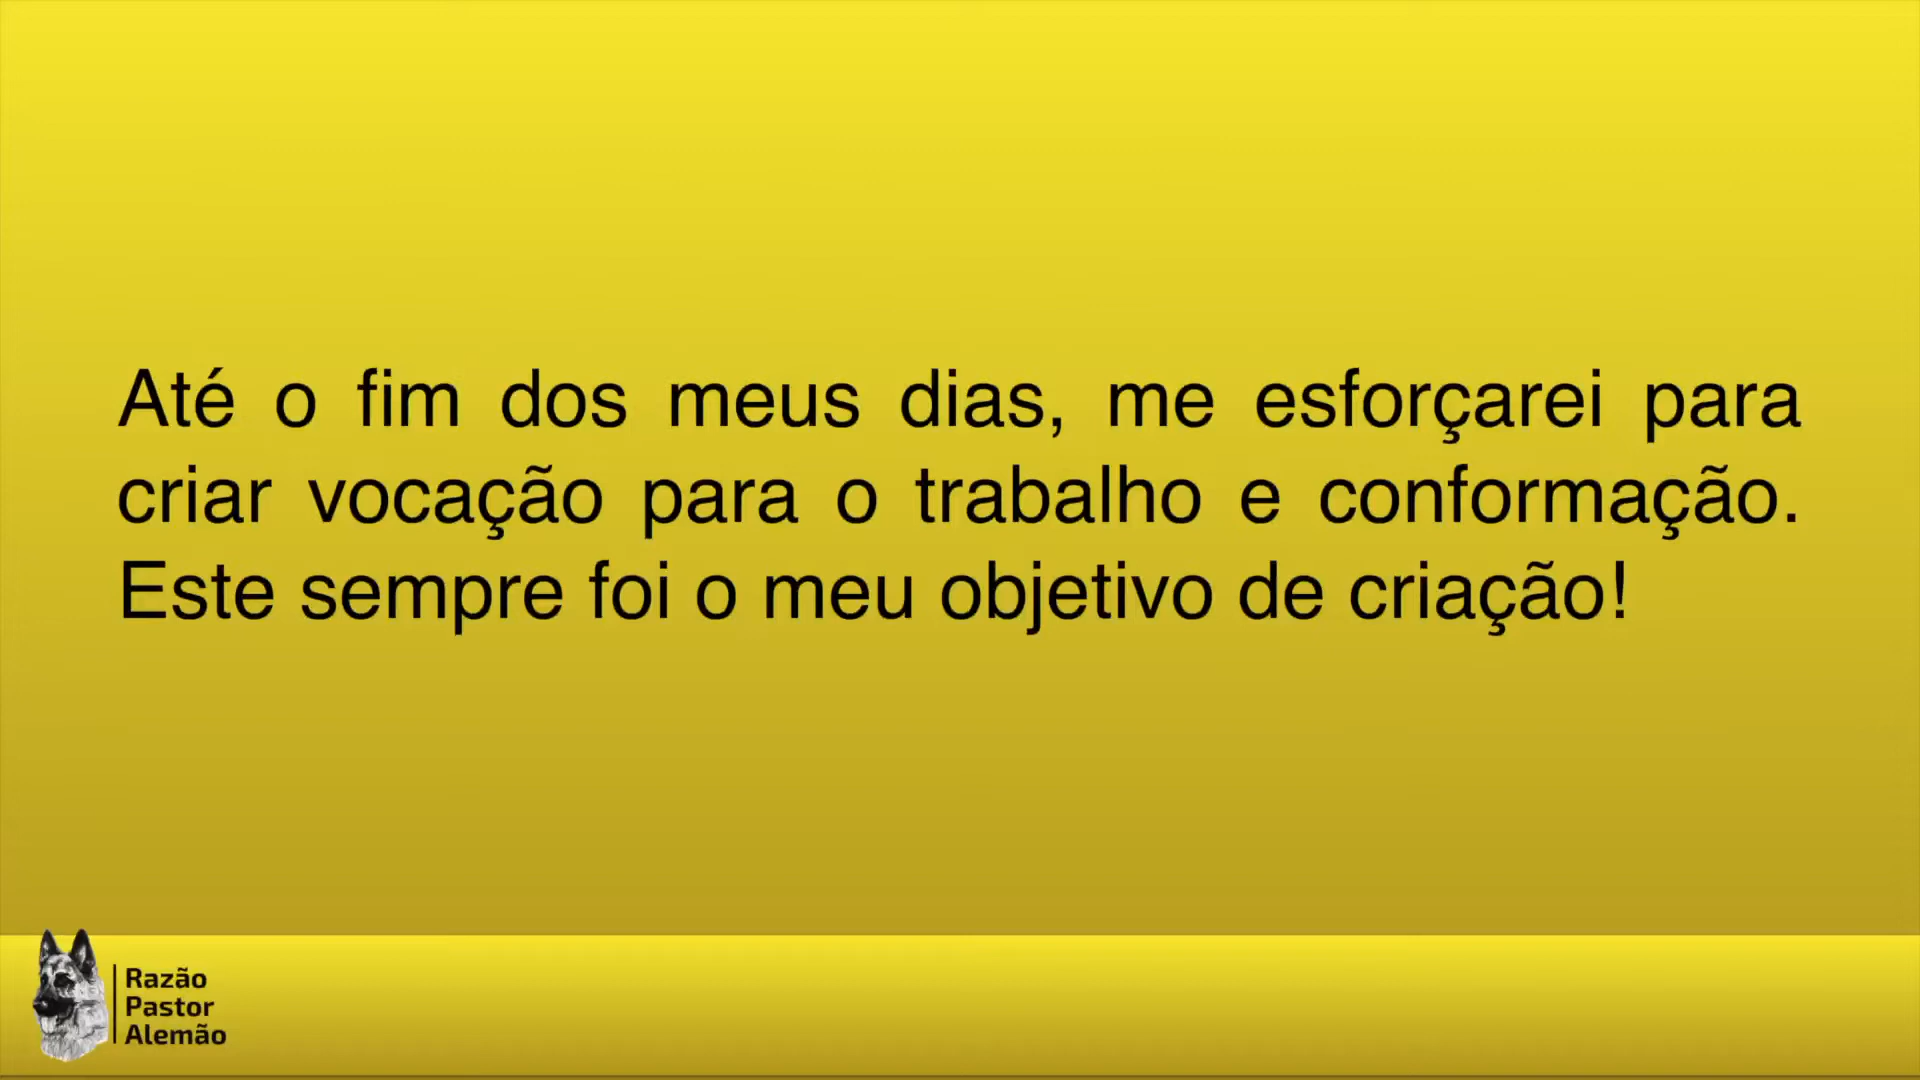 Até o fim dos meus dias, me esforçarei para
criar vocação para o trabalho e conformação.
Este sempre foi o meu objetivo de criação!
Razão
Pastor
Alemão